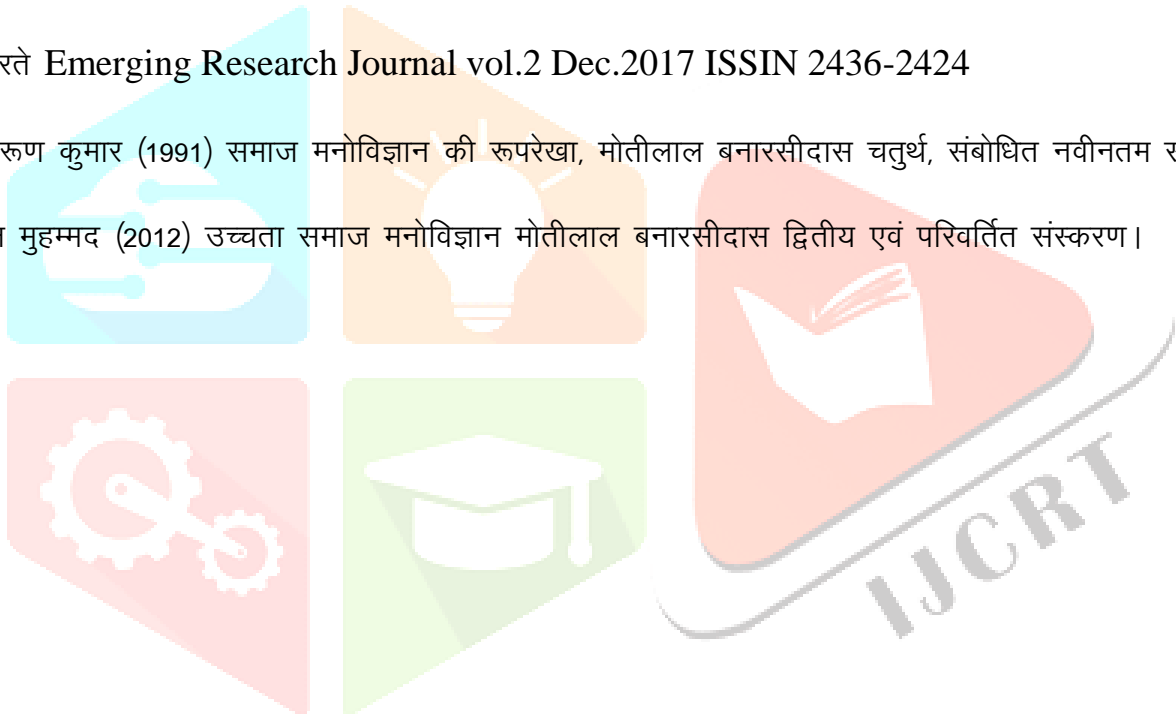 रते Emerging Research Journal vol.2 Dec.2017 ISSIN 2436-2424
रूण कुमार (1991) समाज मनोविज्ञान की रूपरेखा, मोतीलाल बनारसीदास चतुर्थ, संबोधित नवीनतम
मुहम्मद (2012) उच्चता समाज मनोविज्ञान मोतीलाल बनारसीदास द्वितीय एवं परिवर्तित संस्करण।
IJCRT